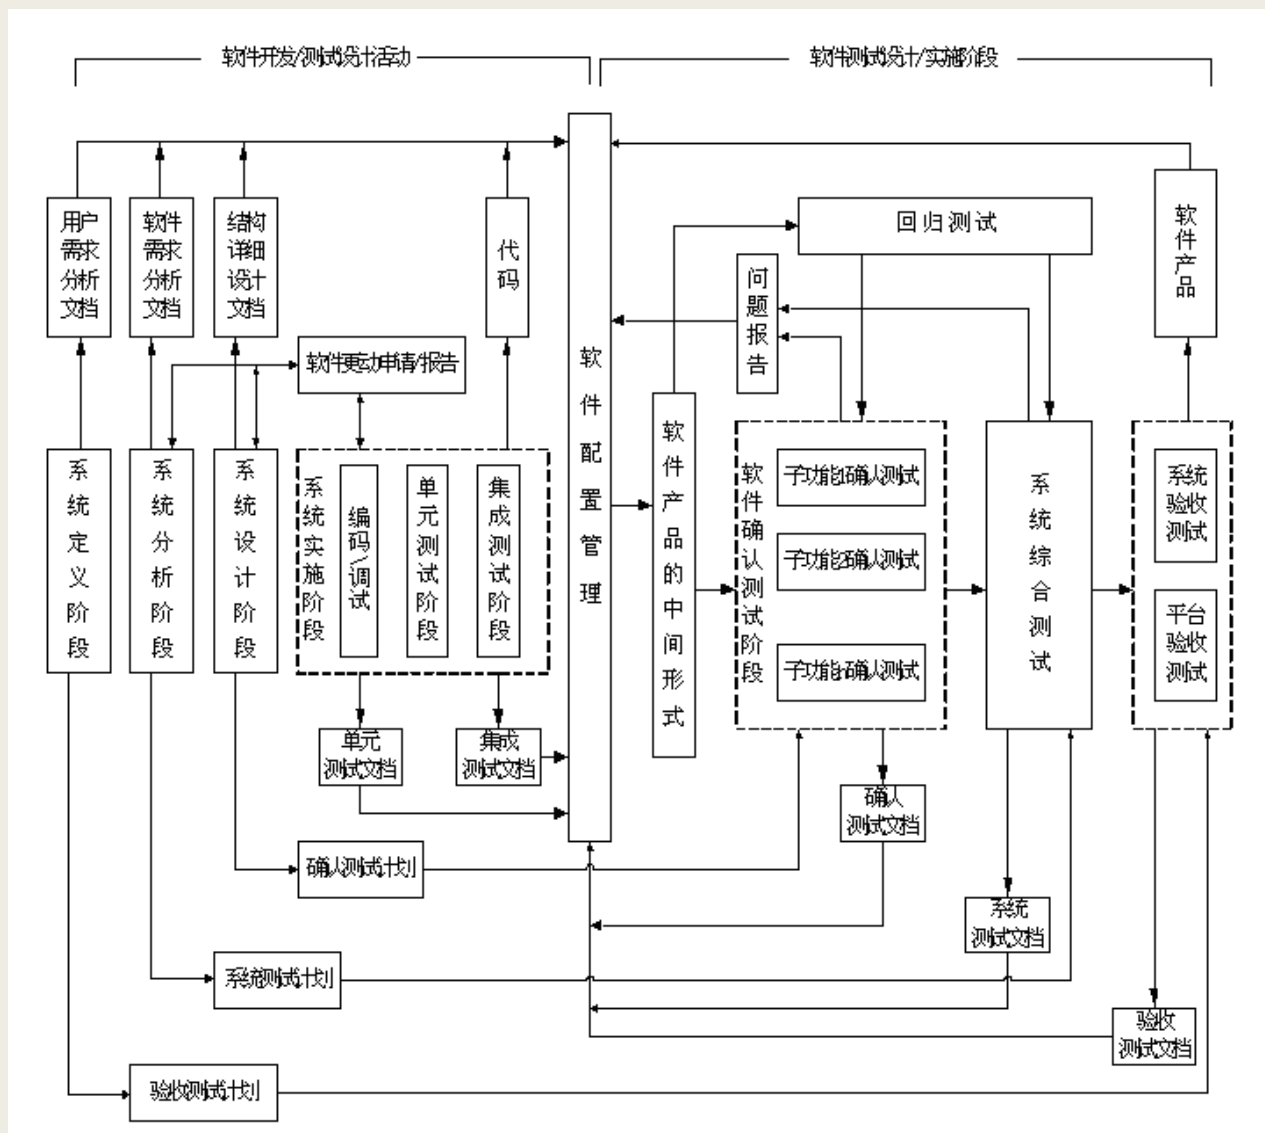 软件开发/测试设计活动
软件测试设计/实施阶段
用户
需求
分析
文档
软件
需求
分析
文档
结构
详细
设计
文档
代码
软件更动申请/报告
系统定义阶段
系统分析阶段
系统设计阶段
系统实施阶段
编码\调试
单元测试阶段
集成测试阶段
单元
测试文档
集成
测试文档
确认测试计划
系统测试计划
验收测试计划
软件配置管理
软件产品的中间形式
回归测试
问题报告
软件确认测试阶段
子功能1确认测试
子功能2确认测试
确认
测试文档
系统综合测试
系统
测试文档
软件产品
系统
验收
测试
平台
验收
测试
验收
测试文档